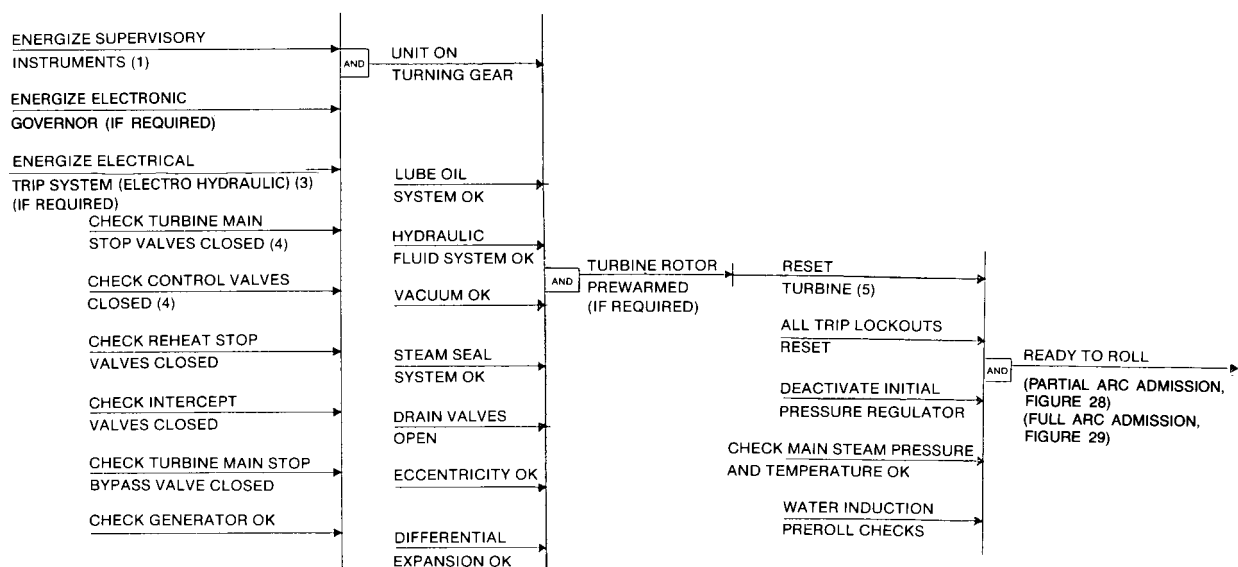 ENERGIZE SUPERVISORY
INSTRUMENTS (1)
ENERGIZE ELECTRONIC
GOVERNOR (IF REQUIRED)
ENERGIZE ELECTRICAL
TRIP SYSTEM (ELECTRO HYDRAULIC) (3)
(IF REQUIRED)
CHECK TURBINE MAIN
STOP VALVES CLOSED (4)
CHECK CONTROL VALVES
CLOSED (4)
CHECK REHEAT STOP
VALVES CLOSED
CHECK INTERCEPT
VALVES CLOSED
CHECK TURBINE MAIN STOP
BYPASS VALVE CLOSED
CHECK GENERATOR OK
AND
UNIT ON
TURNING GEAR
LUBE OIL
SYSTEM OK
HYDRAULIC
FLUID SYSTEM OK
VACUUM OK
STEAM SEAL
SYSTEM OK
DRAIN VALVES
OPEN
ECCENTRICITY OK
DIFFERENTIAL
EXPANSION OK
AND
TURBINE ROTOR
PREWARMED
(IF REQUIRED)
RESET
TURBINE (5)
ALL TRIP LOCKOUTS
RESET
DEACTIVATE INITIAL
PRESSURE REGULATOR
CHECK MAIN STEAM PRESSURE
AND TEMPERATURE OK
WATER INDUCTION
PREROLL CHECKS
AND
READY TO ROLL
(PARTIAL ARC ADMISSION,
FIGURE 28)
(FULL ARC ADMISSION,
FIGURE 29)